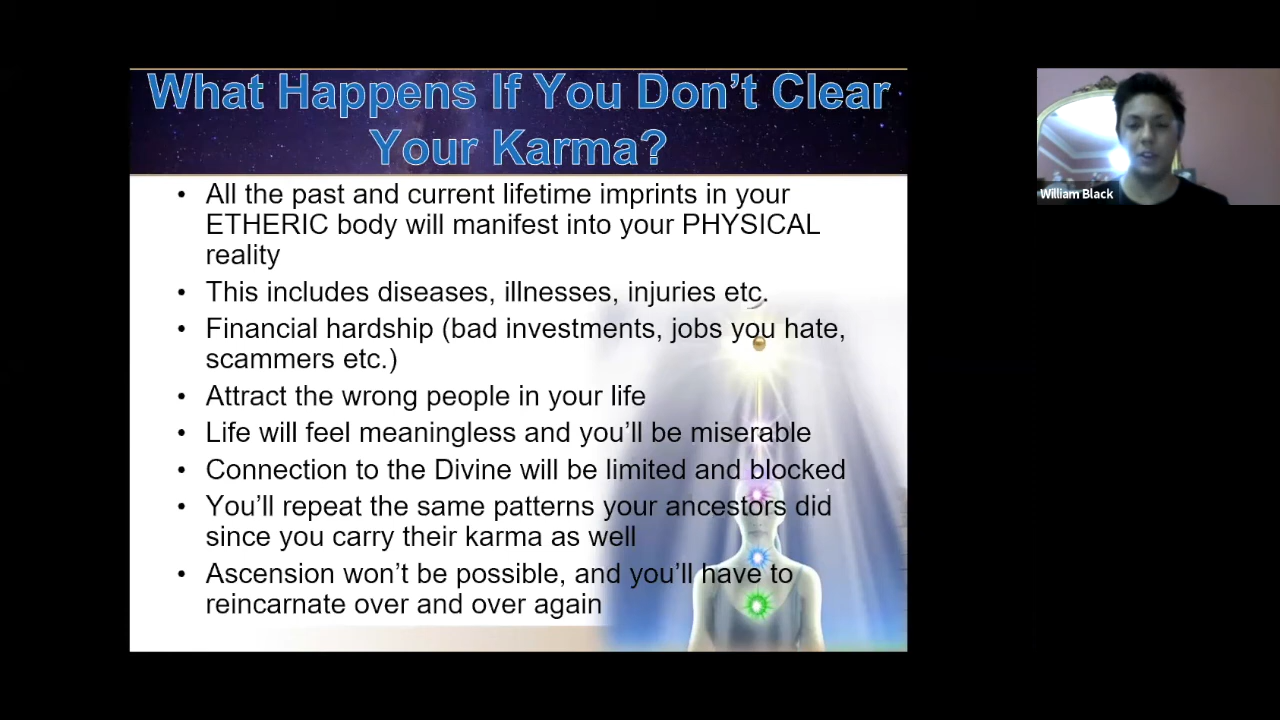 What Happens If You Don't Clear
Your Karma?
• All the past and current lifetime imprints in your
ETHERIC body will manifest into your PHYSICAL
reality
• This includes diseases, illnesses, injuries etc.
• Financial hardship (bad investments, jobs you hate,
scammers etc.)
• Attract the wrong people in your life
• Life will feel meaningless and you'll be miserable
• Connection to the Divine will be limited and blocked
• You'll repeat the same patterns your ancestors did
since you carry their karma as well
• Ascension won't be possible, and you'll have to
reincarnate over and over again
William Black